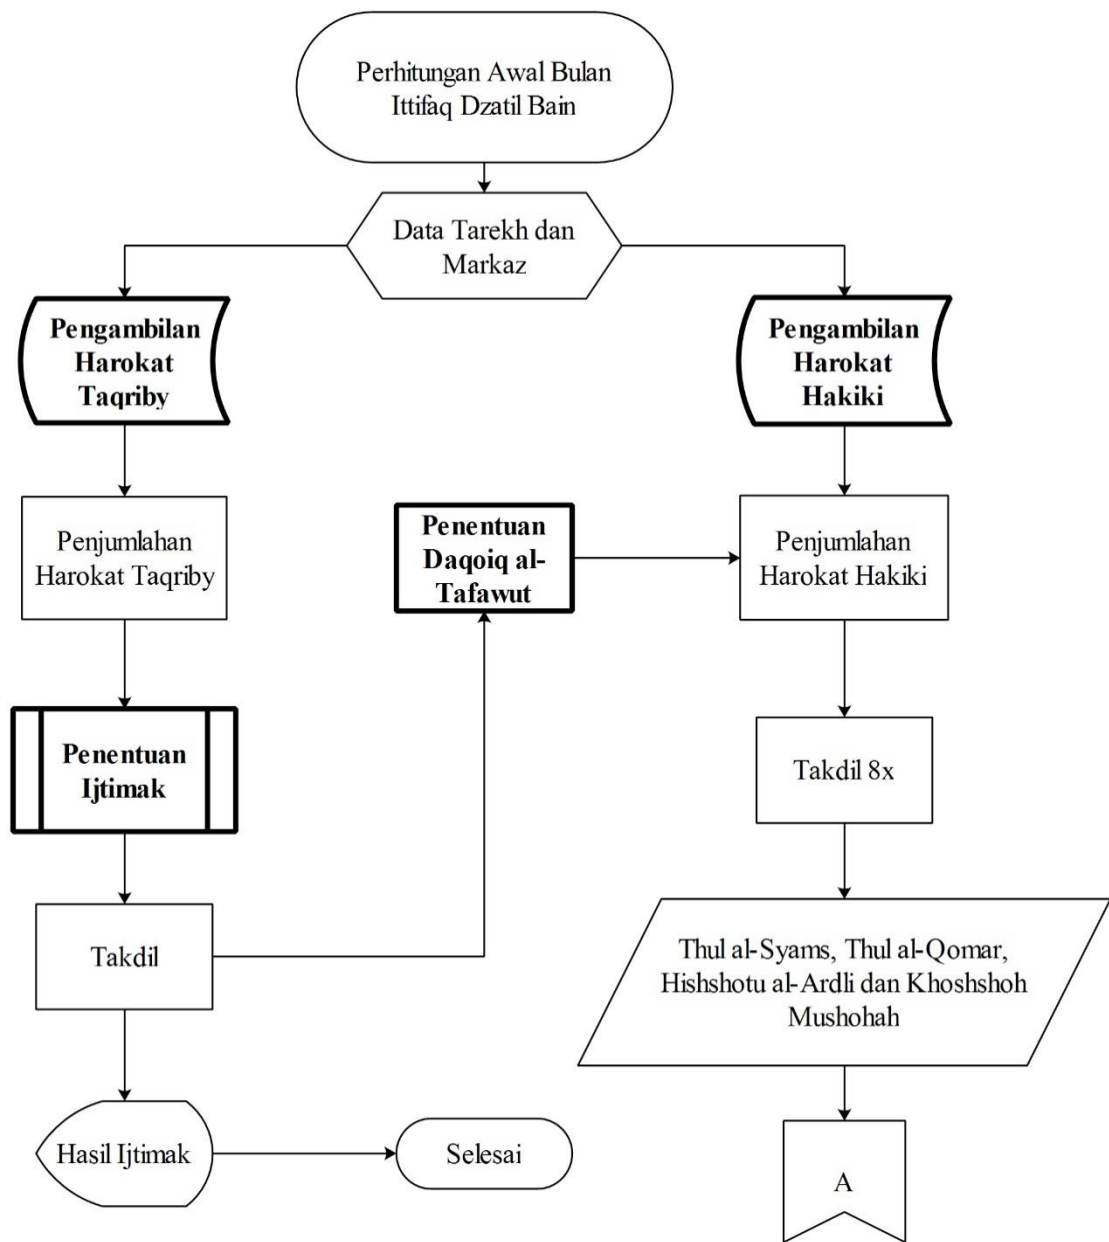 Perhitungan Awal Bulan
Ittifaq Dzatil Bain
Data Tarekh dan
Markaz
Pengambilan
Harokat
Taqriby
Pengambilan
Harokat
Hakiki
Penjumlahan
Harokat Taqriby
Penentuan
Daqoiq al-
Tafawut
Penjumlahan
Harokat Hakiki
Penentuan
Ijtimak
Takdil 8x
Takdil
Thul al-Syams, Thul al-Qomar,
Hishshotu al-Ardli dan Khoshshoh
Mushohah
Hasil Ijtimak
Selesai
A